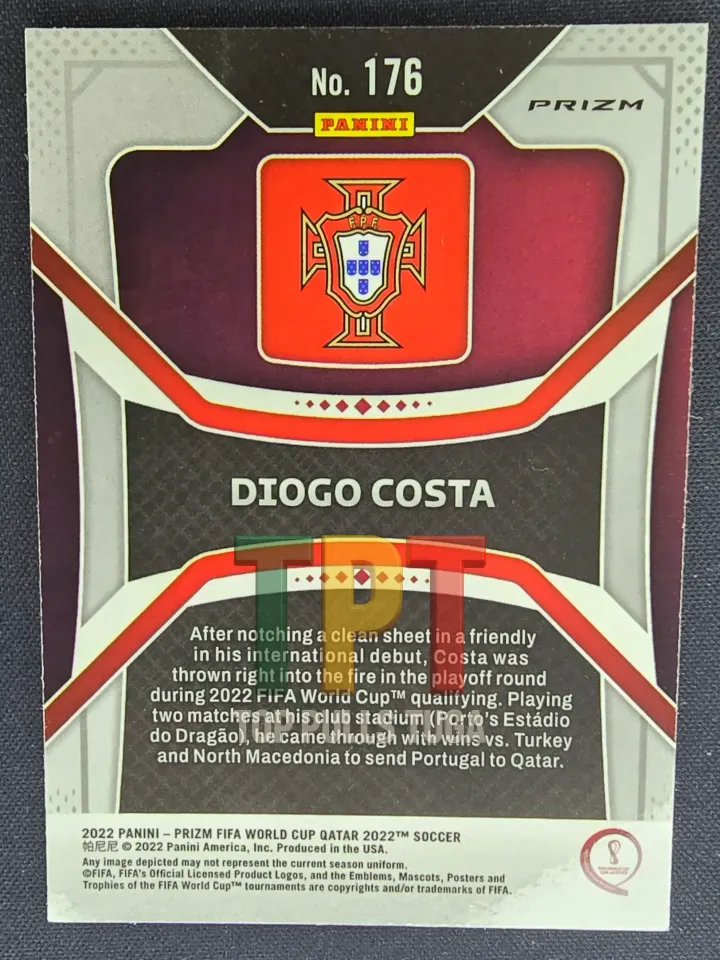 No. 176
PANINI
PRIZM
FPF
DIOGO COSTA
TPT
TOP PULLS TUGA
After notching a clean sheet in a friendly
in his international debut, Costa was
thrown right into the fire in the playoff round
during 2022 FIFA World Cup™ qualifying. Playing
two matches at his club stadium (Porto's Estádio
do Dragão), he came through with wins vs. Turkey
and North Macedonia to send Portugal to Qatar.
2022 PANINI – PRIZM FIFA WORLD CUP QATAR 2022™ SOCCER
帕尼尼 © 2022 Panini America, Inc. Produced in the USA.
Any image depicted may not represent the current season uniform.
©FIFA, FIFA's Official Licensed Product Logos, and the Emblems, Mascots, Posters and
Trophies of the FIFA World Cup™ tournaments are copyrights and/or trademarks of FIFA.